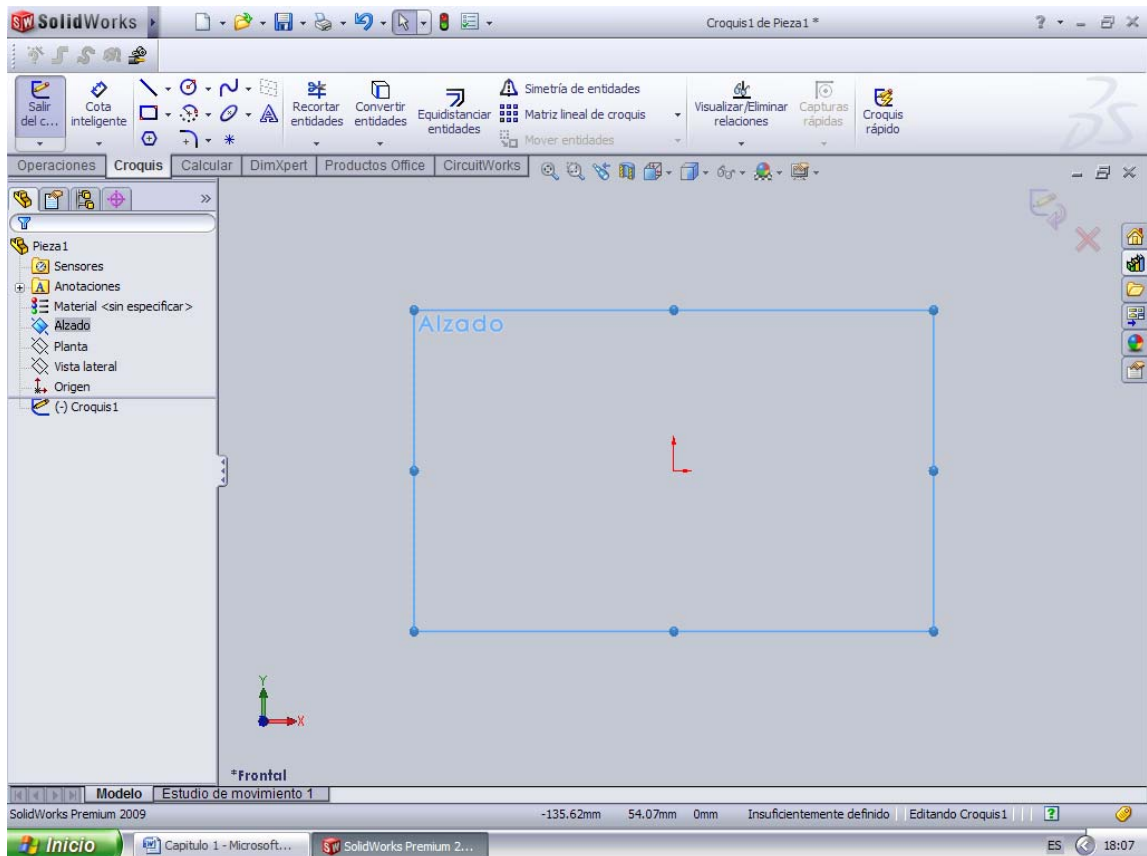 SolidWorks
Croquis1 de Pieza1 *
Salir del c...
Cota inteligente
Recortar entidades
Convertir entidades
Equidistanciar entidades
Simetría de entidades
Matriz lineal de croquis
Mover entidades
Visualizar/Eliminar relaciones
Capturas rápidas
Croquis rápido
Operaciones Croquis Calcular DimXpert Productos Office CircuitWorks
Pieza1
Sensores
Anotaciones
Material <sin especificar>
Alzado
Planta
Vista lateral
Origen
(-) Croquis1
Alzado
Y
X
*Frontal
Modelo Estudio de movimiento 1
SolidWorks Premium 2009 -135.62mm 54.07mm 0mm Insuficientemente definido Editando Croquis1
Inicio Capitulo 1 - Microsoft... SolidWorks Premium 2... ES 18:07